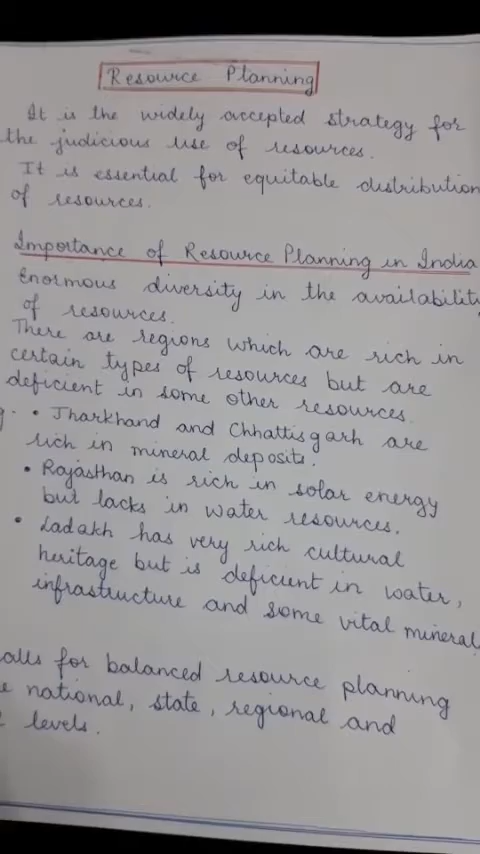 Resource Planning
It is the widely accepted strategy for
the judicious use of resources.
It is essential for equitable distribution
of resources.
Importance of Resource Planning in India
Enormous diversity in the availability
of resources.
There are regions which are rich in
certain types of resources but are
deficient in some other resources.
g. • Jharkhand and Chhattisgarh are
rich in mineral deposits.
• Rajasthan is rich in solar energy
but lacks in water resources.
• Ladakh has very rich cultural
heritage but is deficient in water,
infrastructure and some vital mineral
alls for balanced resource planning
e national, state, regional and
levels.